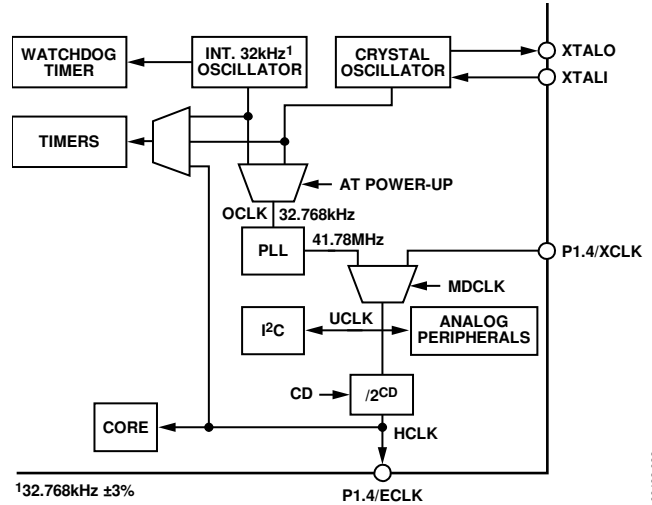 WATCHDOG
TIMER
INT. 32kHz¹
OSCILLATOR
CRYSTAL
OSCILLATOR
XTALO
XTALI
TIMERS
AT POWER-UP
OCLK 32.768kHz
PLL
41.78MHz
P1.4/XCLK
MDCLK
I²C
UCLK
ANALOG
PERIPHERALS
CD
/2ᶜᴰ
CORE
HCLK
¹32.768kHz ±3%
P1.4/ECLK